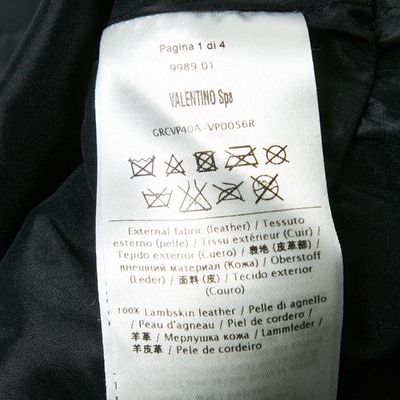 Pagina 1 di 4
9989 01
VALENTINO Spa
GRCVP40A-VP0056R
External fabric (leather) / Tessuto
esterno (pelle) / Tissu extérieur (Cuir) /
Tejido exterior (Cuero) / 表地 (皮革部) /
внешний материал (Кожа) / Oberstoff
(Leder) / 面料 (皮) / Tecido exterior
(Couro)
100% Lambskin leather / Pelle di agnello
/ Peau d'agneau / Piel de cordero /
羊革 / Мерлушка кожа / Lammleder /
羊皮革 / Pele de cordeiro